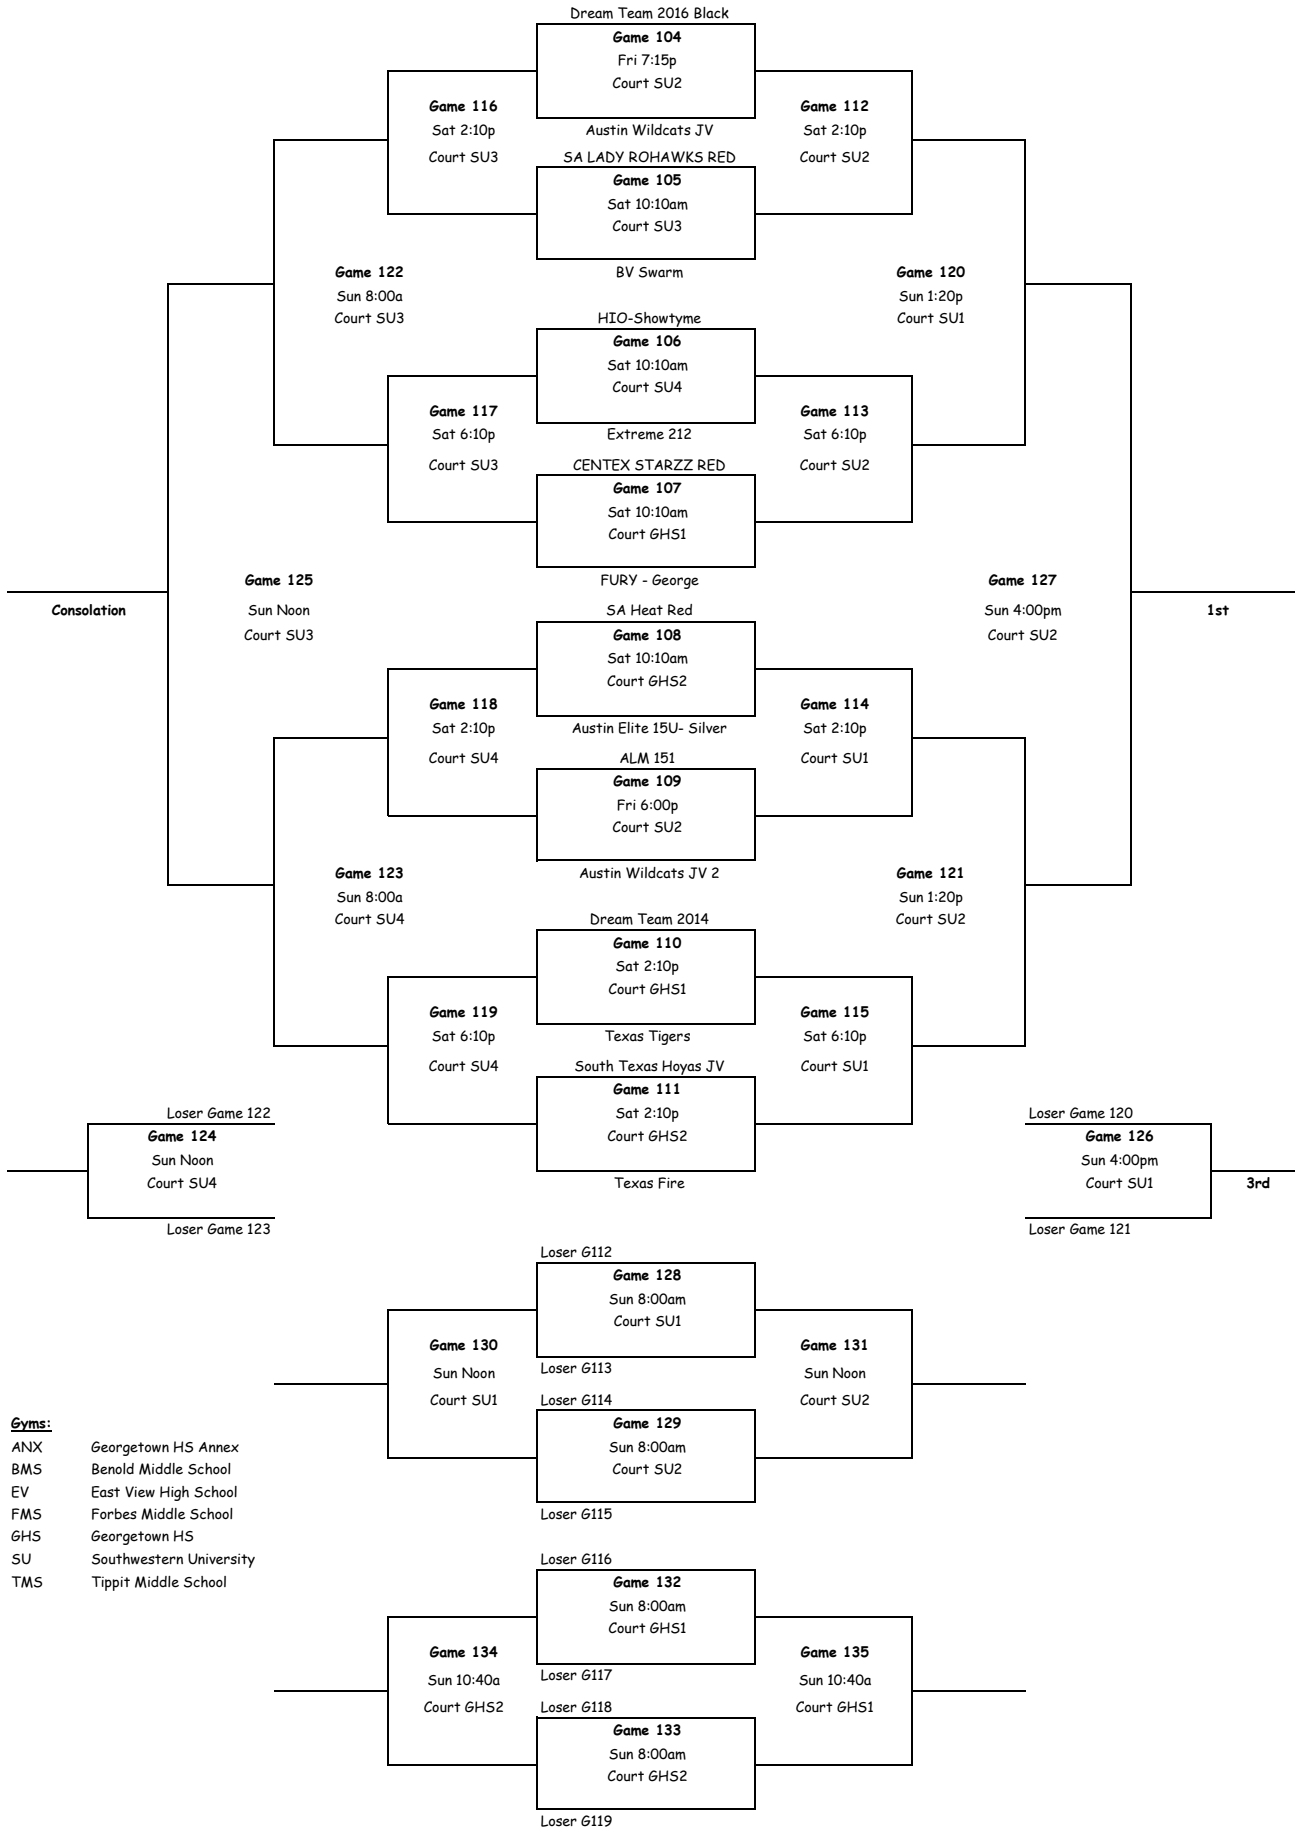 Dream Team 2016 Black
Game 104
Fri 7:15p
Court SU2
Game 116
Sat 2:10p
Court SU3
Game 112
Sat 2:10p
Court SU2
Austin Wildcats JV
SA LADY ROHAWKS RED
Game 105
Sat 10:10am
Court SU3
BV Swarm
Game 122
Sun 8:00a
Court SU3
Game 120
Sun 1:20p
Court SU1
HIO-Showtyme
Game 106
Sat 10:10am
Court SU4
Game 117
Sat 6:10p
Court SU3
Game 113
Sat 6:10p
Court SU2
Extreme 212
CENTEX STARZZ RED
Game 107
Sat 10:10am
Court GHS1
FURY - George
Game 125
Sun Noon
Court SU3
Consolation
Game 127
Sun 4:00pm
Court SU2
1st
SA Heat Red
Game 108
Sat 10:10am
Court GHS2
Game 118
Sat 2:10p
Court SU4
Game 114
Sat 2:10p
Court SU1
Austin Elite 15U- Silver
ALM 151
Game 109
Fri 6:00p
Court SU2
Austin Wildcats JV 2
Game 123
Sun 8:00a
Court SU4
Game 121
Sun 1:20p
Court SU2
Dream Team 2014
Game 110
Sat 2:10p
Court GHS1
Game 119
Sat 6:10p
Court SU4
Game 115
Sat 6:10p
Court SU1
Texas Tigers
South Texas Hoyas JV
Game 111
Sat 2:10p
Court GHS2
Texas Fire
Loser Game 122
Game 124
Sun Noon
Court SU4
Loser Game 123
Loser Game 120
Game 126
Sun 4:00pm
Court SU1
3rd
Loser Game 121
Loser G112
Game 128
Sun 8:00am
Court SU1
Loser G113
Game 130
Sun Noon
Court SU1
Game 131
Sun Noon
Court SU2
Loser G114
Game 129
Sun 8:00am
Court SU2
Loser G115
Gyms:
ANX Georgetown HS Annex
BMS Benold Middle School
EV East View High School
FMS Forbes Middle School
GHS Georgetown HS
SU Southwestern University
TMS Tippit Middle School
Loser G116
Game 132
Sun 8:00am
Court GHS1
Loser G117
Game 134
Sun 10:40a
Court GHS2
Game 135
Sun 10:40a
Court GHS1
Loser G118
Game 133
Sun 8:00am
Court GHS2
Loser G119